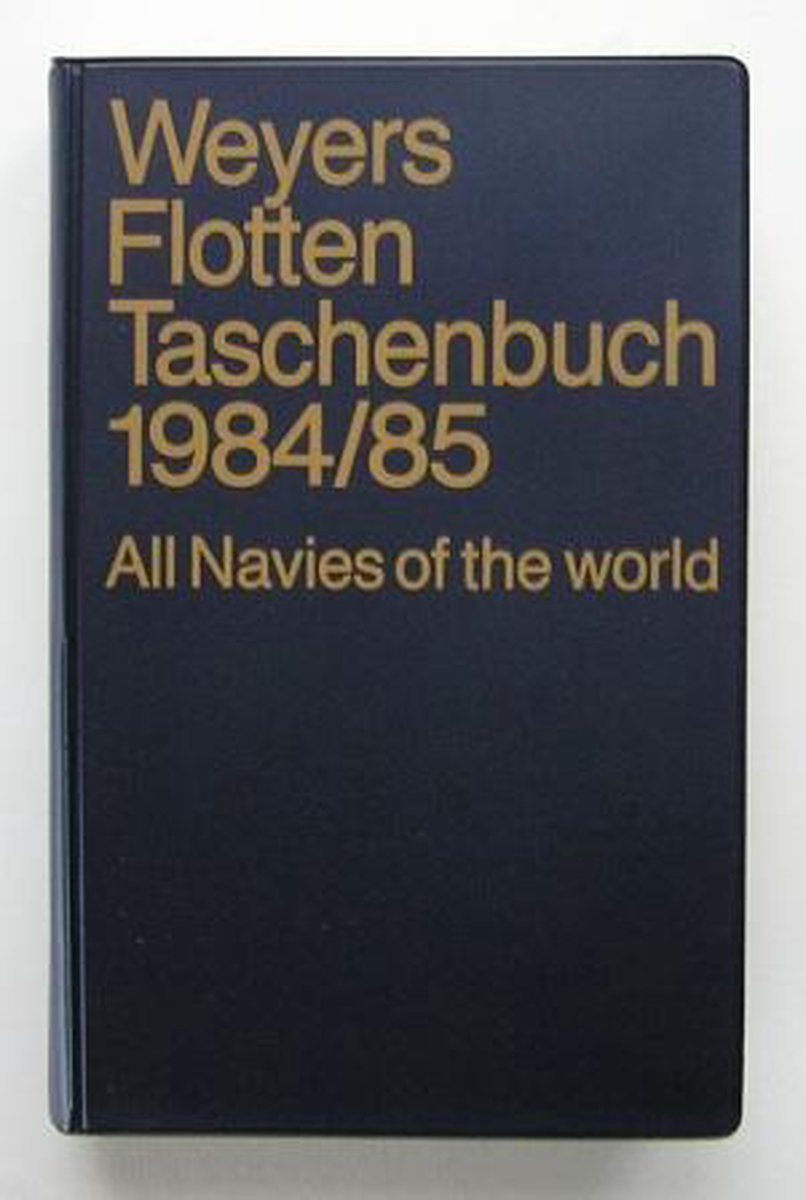 Weyers
Flotten
Taschenbuch
1984/85
All Navies of the world